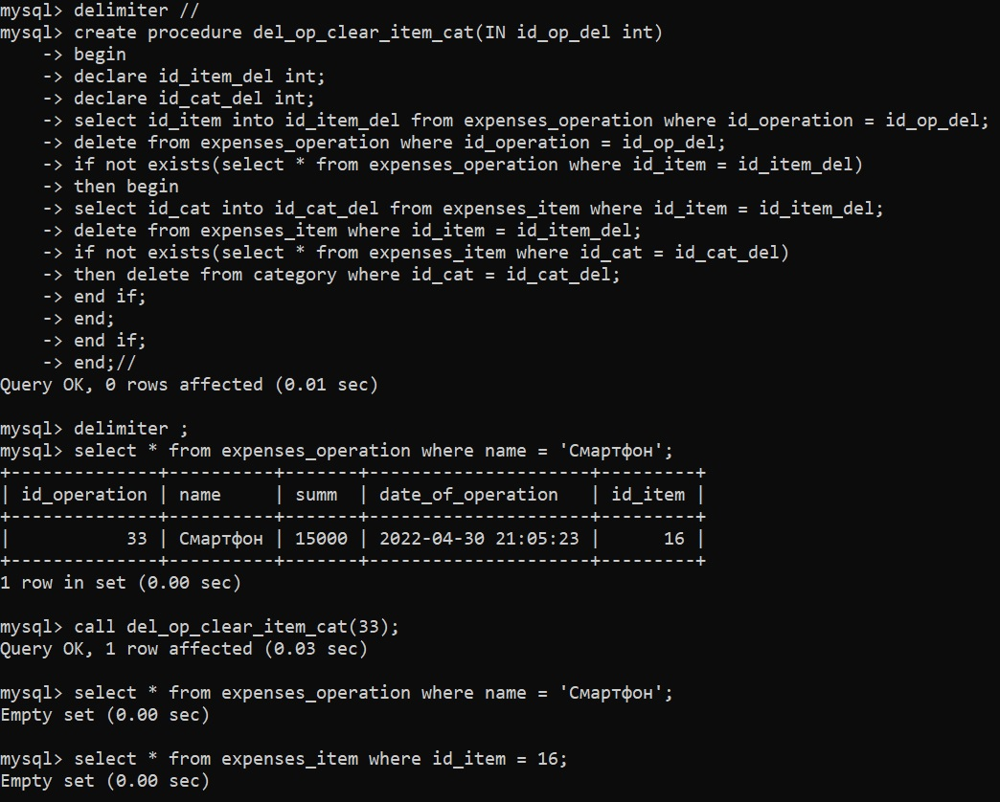 mysql> delimiter //
mysql> create procedure del_op_clear_item_cat(IN id_op_del int)
    -> begin
    -> declare id_item_del int;
    -> declare id_cat_del int;
    -> select id_item into id_item_del from expenses_operation where id_operation = id_op_del;
    -> delete from expenses_operation where id_operation = id_op_del;
    -> if not exists(select * from expenses_operation where id_item = id_item_del)
    -> then begin
    -> select id_cat into id_cat_del from expenses_item where id_item = id_item_del;
    -> delete from expenses_item where id_item = id_item_del;
    -> if not exists(select * from expenses_item where id_cat = id_cat_del)
    -> then delete from category where id_cat = id_cat_del;
    -> end if;
    -> end;
    -> end if;
    -> end;//
Query OK, 0 rows affected (0.01 sec)

mysql> delimiter ;
mysql> select * from expenses_operation where name = 'Смартфон';
+--------------+----------+-------+---------------------+---------+
| id_operation | name     | summ  | date_of_operation   | id_item |
+--------------+----------+-------+---------------------+---------+
|           33 | Смартфон | 15000 | 2022-04-30 21:05:23 |      16 |
+--------------+----------+-------+---------------------+---------+
1 row in set (0.00 sec)

mysql> call del_op_clear_item_cat(33);
Query OK, 1 row affected (0.03 sec)

mysql> select * from expenses_operation where name = 'Смартфон';
Empty set (0.00 sec)

mysql> select * from expenses_item where id_item = 16;
Empty set (0.00 sec)